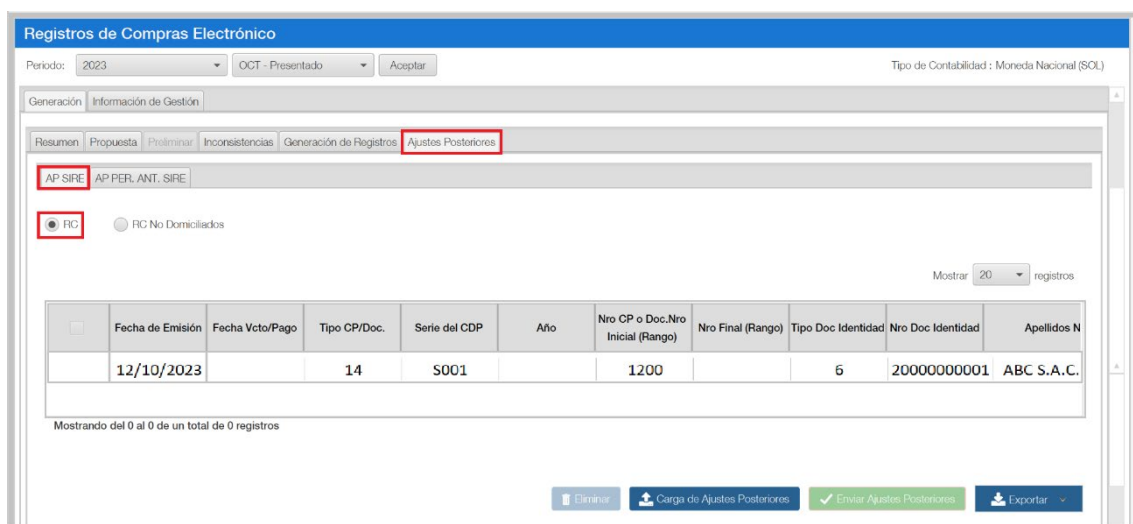 Registros de Compras Electrónico
Periodo: 2023 OCT - Presentado Aceptar Tipo de Contabilidad : Moneda Nacional (SOL)
Generación Información de Gestión
Resumen Propuesta Preliminar Inconsistencias Generación de Registros Ajustes Posteriores
AP SIRE AP PER. ANT. SIRE
RC RC No Domiciliados
Mostrar 20 registros
Fecha de Emisión Fecha Vcto/Pago Tipo CP/Doc. Serie del CDP Año Nro CP o Doc.Nro Inicial (Rango) Nro Final (Rango) Tipo Doc Identidad Nro Doc Identidad Apellidos N
12/10/2023 14 S001 1200 6 20000000001 ABC S.A.C.
Mostrando del 0 al 0 de un total de 0 registros
Eliminar Carga de Ajustes Posteriores Enviar Ajustes Posteriores Exportar